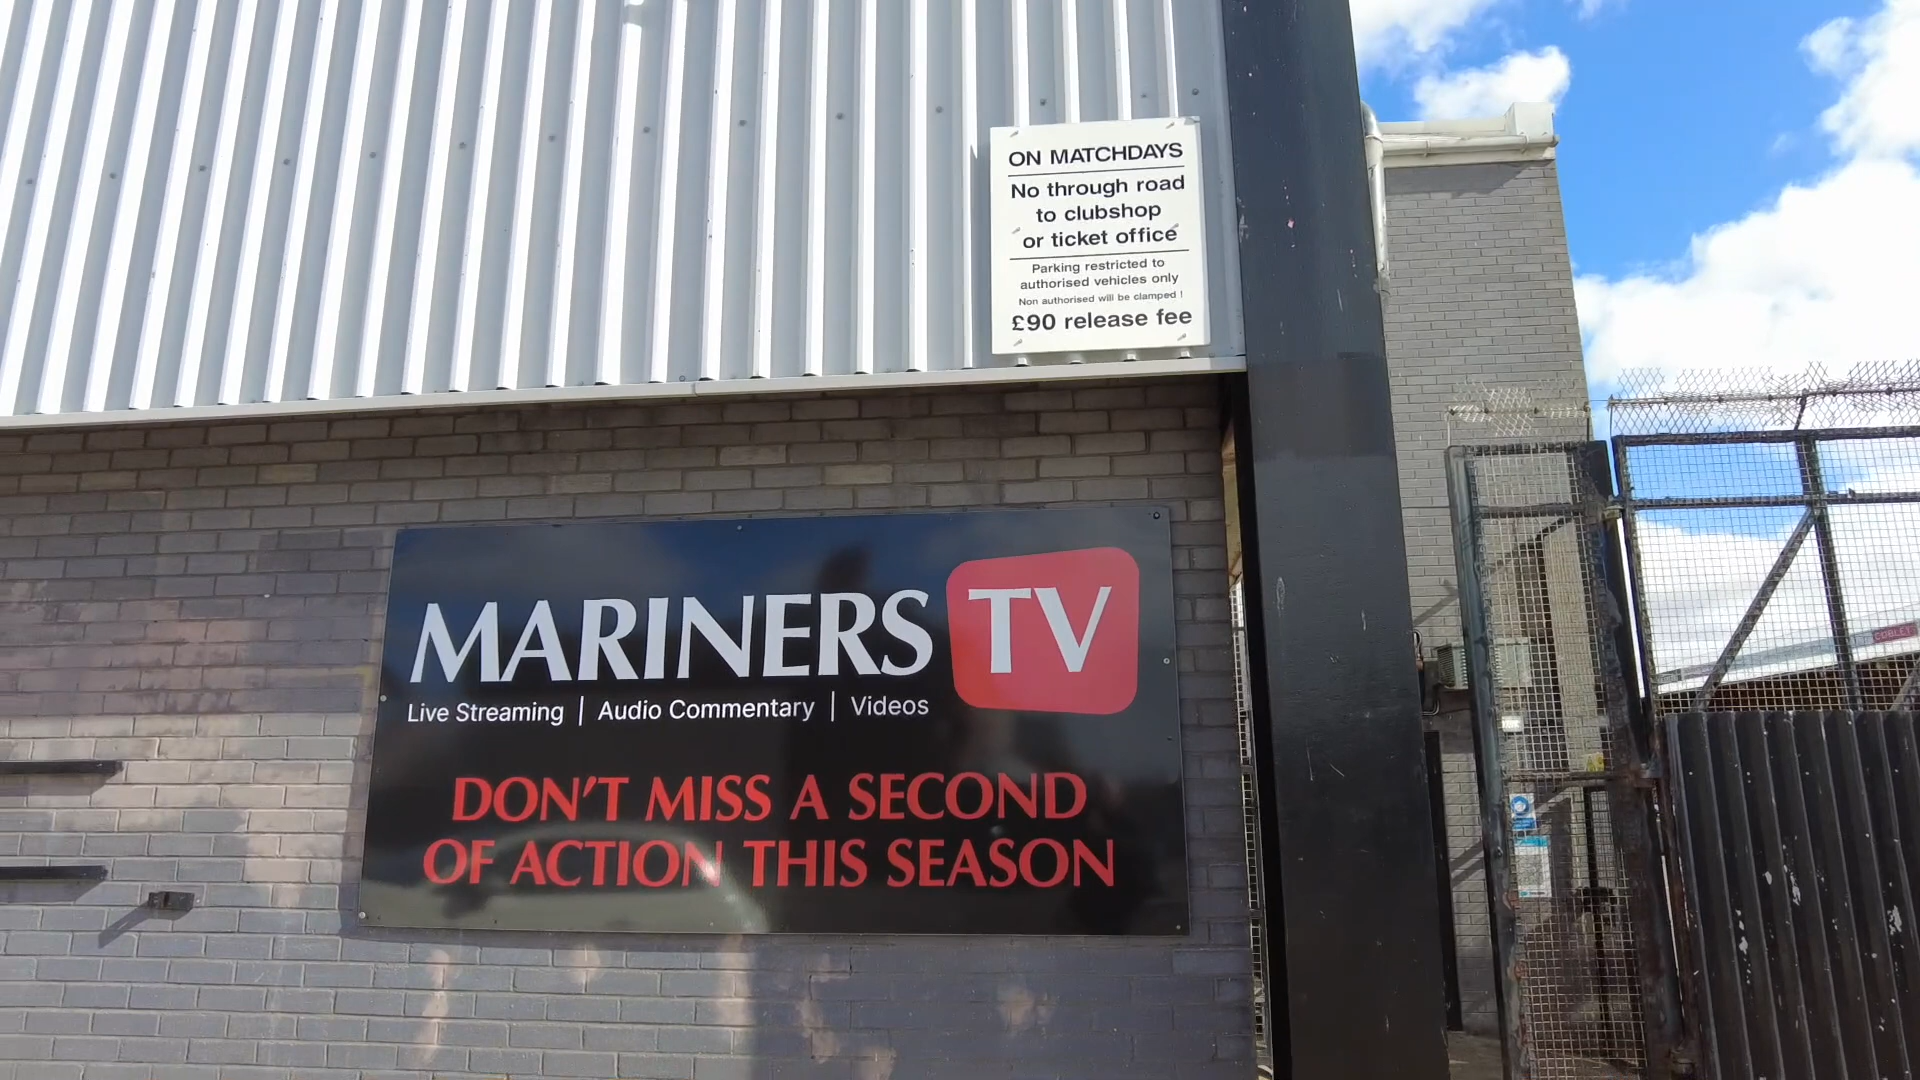 ON MATCHDAYS
No through road
to clubshop
or ticket office
Parking restricted to
authorised vehicles only
Non authorised will be clamped !
£90 release fee
MARINERS TV
Live Streaming | Audio Commentary | Videos
DON'T MISS A SECOND
OF ACTION THIS SEASON